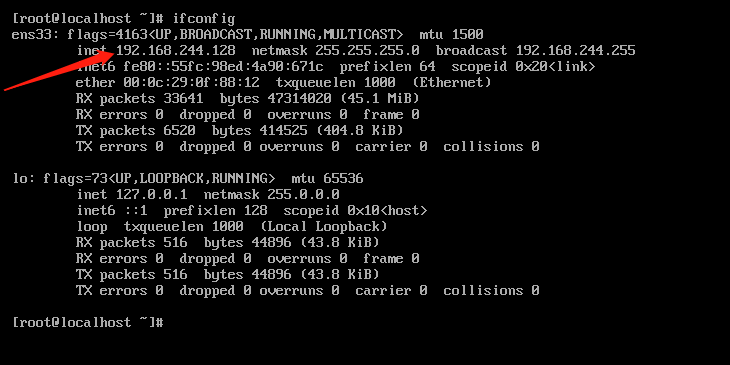 [root@localhost ~]# ifconfig
ens33: flags=4163<UP,BROADCAST,RUNNING,MULTICAST>  mtu 1500
        inet 192.168.244.128  netmask 255.255.255.0  broadcast 192.168.244.255
        inet6 fe80::55fc:98ed:4a90:671c  prefixlen 64  scopeid 0x20<link>
        ether 00:0c:29:0f:88:12  txqueuelen 1000  (Ethernet)
        RX packets 33641  bytes 47314020 (45.1 MiB)
        RX errors 0  dropped 0  overruns 0  frame 0
        TX packets 6520  bytes 414525 (404.8 KiB)
        TX errors 0  dropped 0 overruns 0  carrier 0  collisions 0

lo: flags=73<UP,LOOPBACK,RUNNING>  mtu 65536
        inet 127.0.0.1  netmask 255.0.0.0
        inet6 ::1  prefixlen 128  scopeid 0x10<host>
        loop  txqueuelen 1000  (Local Loopback)
        RX packets 516  bytes 44896 (43.8 KiB)
        RX errors 0  dropped 0  overruns 0  frame 0
        TX packets 516  bytes 44896 (43.8 KiB)
        TX errors 0  dropped 0 overruns 0  carrier 0  collisions 0

[root@localhost ~]#